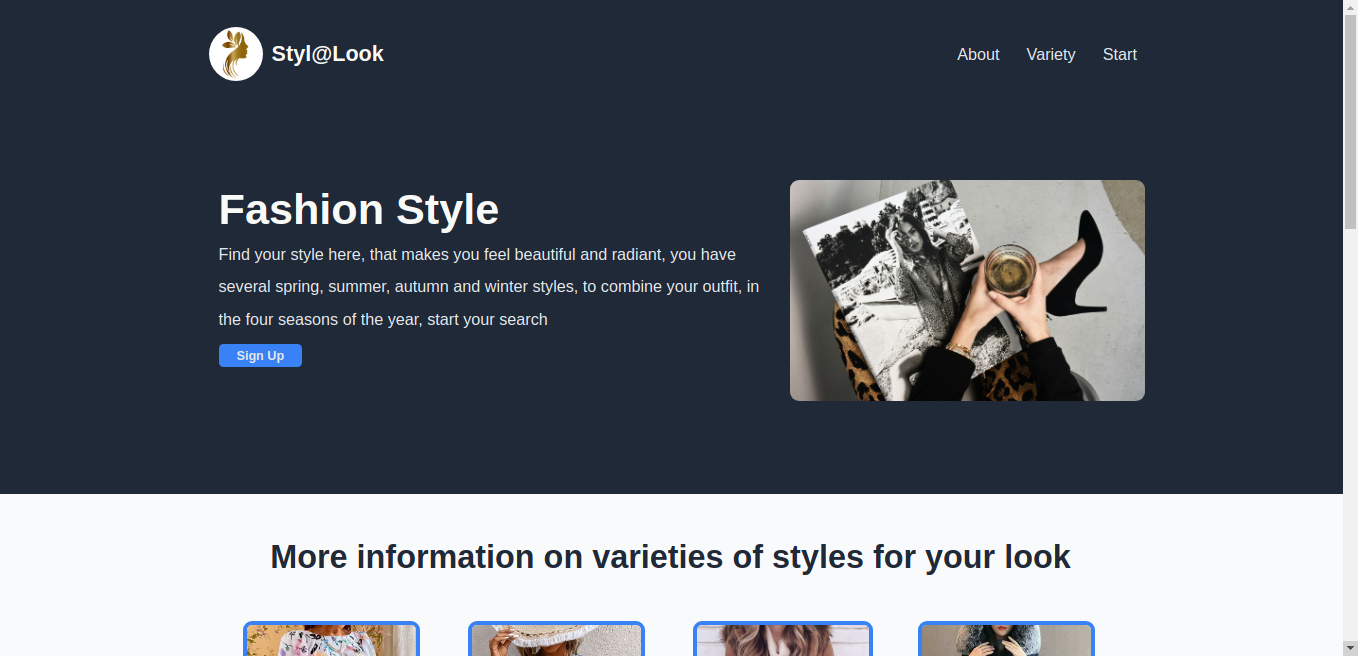 Styl@Look
About
Variety
Start
Fashion Style
Find your style here, that makes you feel beautiful and radiant, you have
several spring, summer, autumn and winter styles, to combine your outfit, in
the four seasons of the year, start your search
Sign Up
More information on varieties of styles for your look